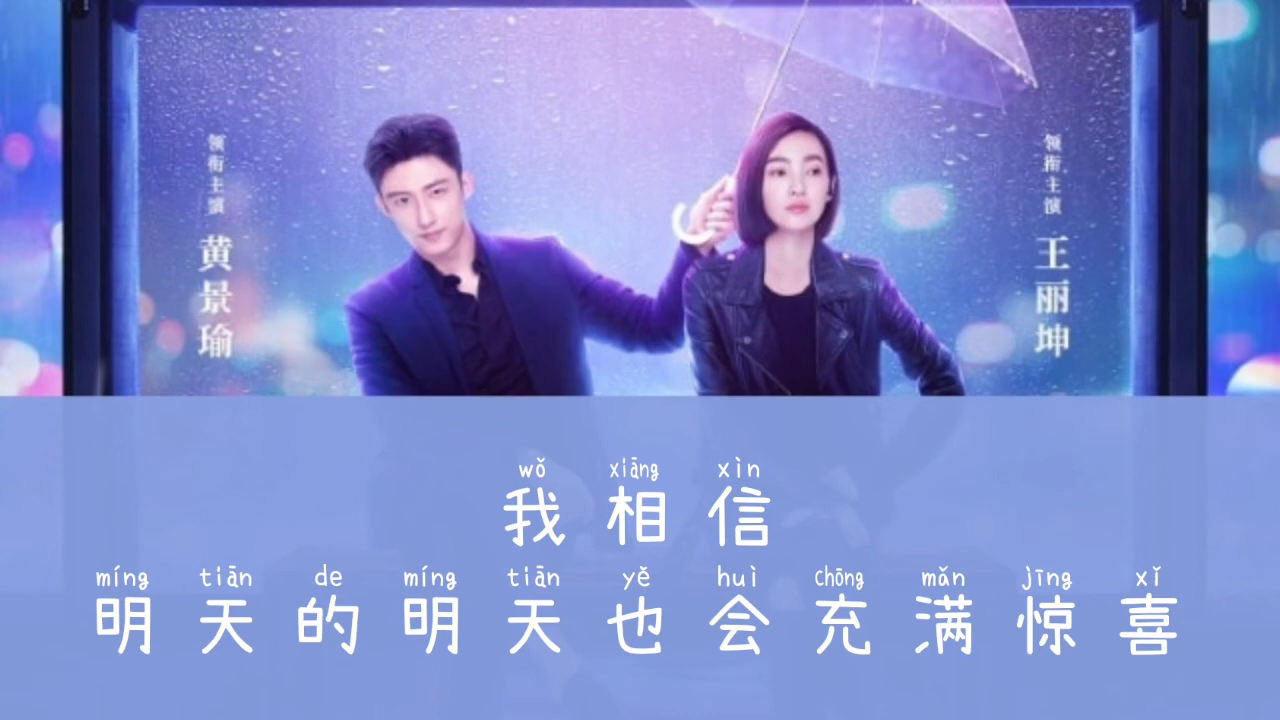 领衔主演
黄景瑜
领衔主演
王丽坤
wǒ xiāng xìn
我相信
míng tiān de míng tiān yě huì chōng mǎn jīng xǐ
明天的明天也会充满惊喜